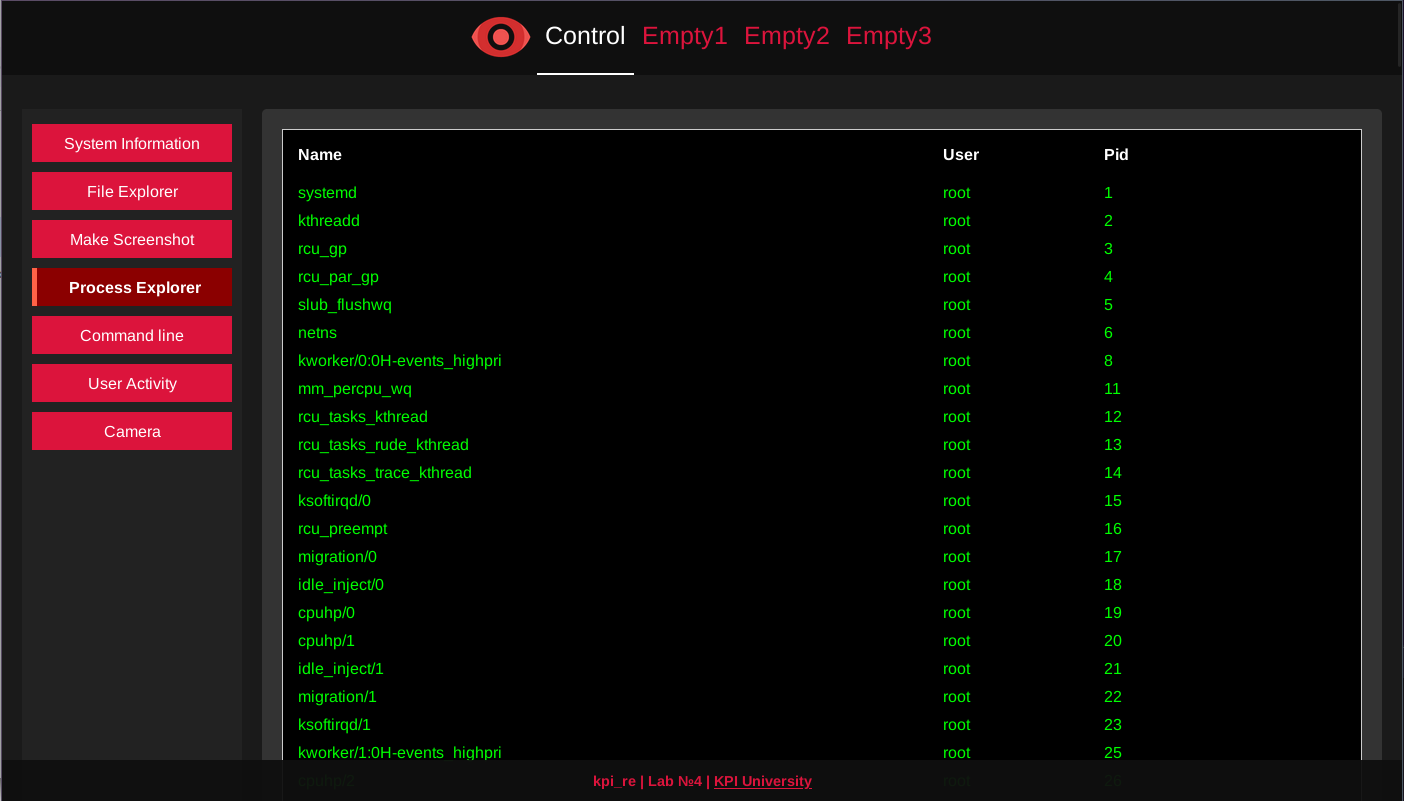 Control Empty1 Empty2 Empty3
System Information
File Explorer
Make Screenshot
Process Explorer
Command line
User Activity
Camera
Name User Pid
systemd root 1
kthreadd root 2
rcu_gp root 3
rcu_par_gp root 4
slub_flushwq root 5
netns root 6
kworker/0:0H-events_highpri root 8
mm_percpu_wq root 11
rcu_tasks_kthread root 12
rcu_tasks_rude_kthread root 13
rcu_tasks_trace_kthread root 14
ksoftirqd/0 root 15
rcu_preempt root 16
migration/0 root 17
idle_inject/0 root 18
cpuhp/0 root 19
cpuhp/1 root 20
idle_inject/1 root 21
migration/1 root 22
ksoftirqd/1 root 23
kworker/1:0H-events_highpri root 25
cpuhp/2 root 26
kpi_re | Lab №4 | KPI University